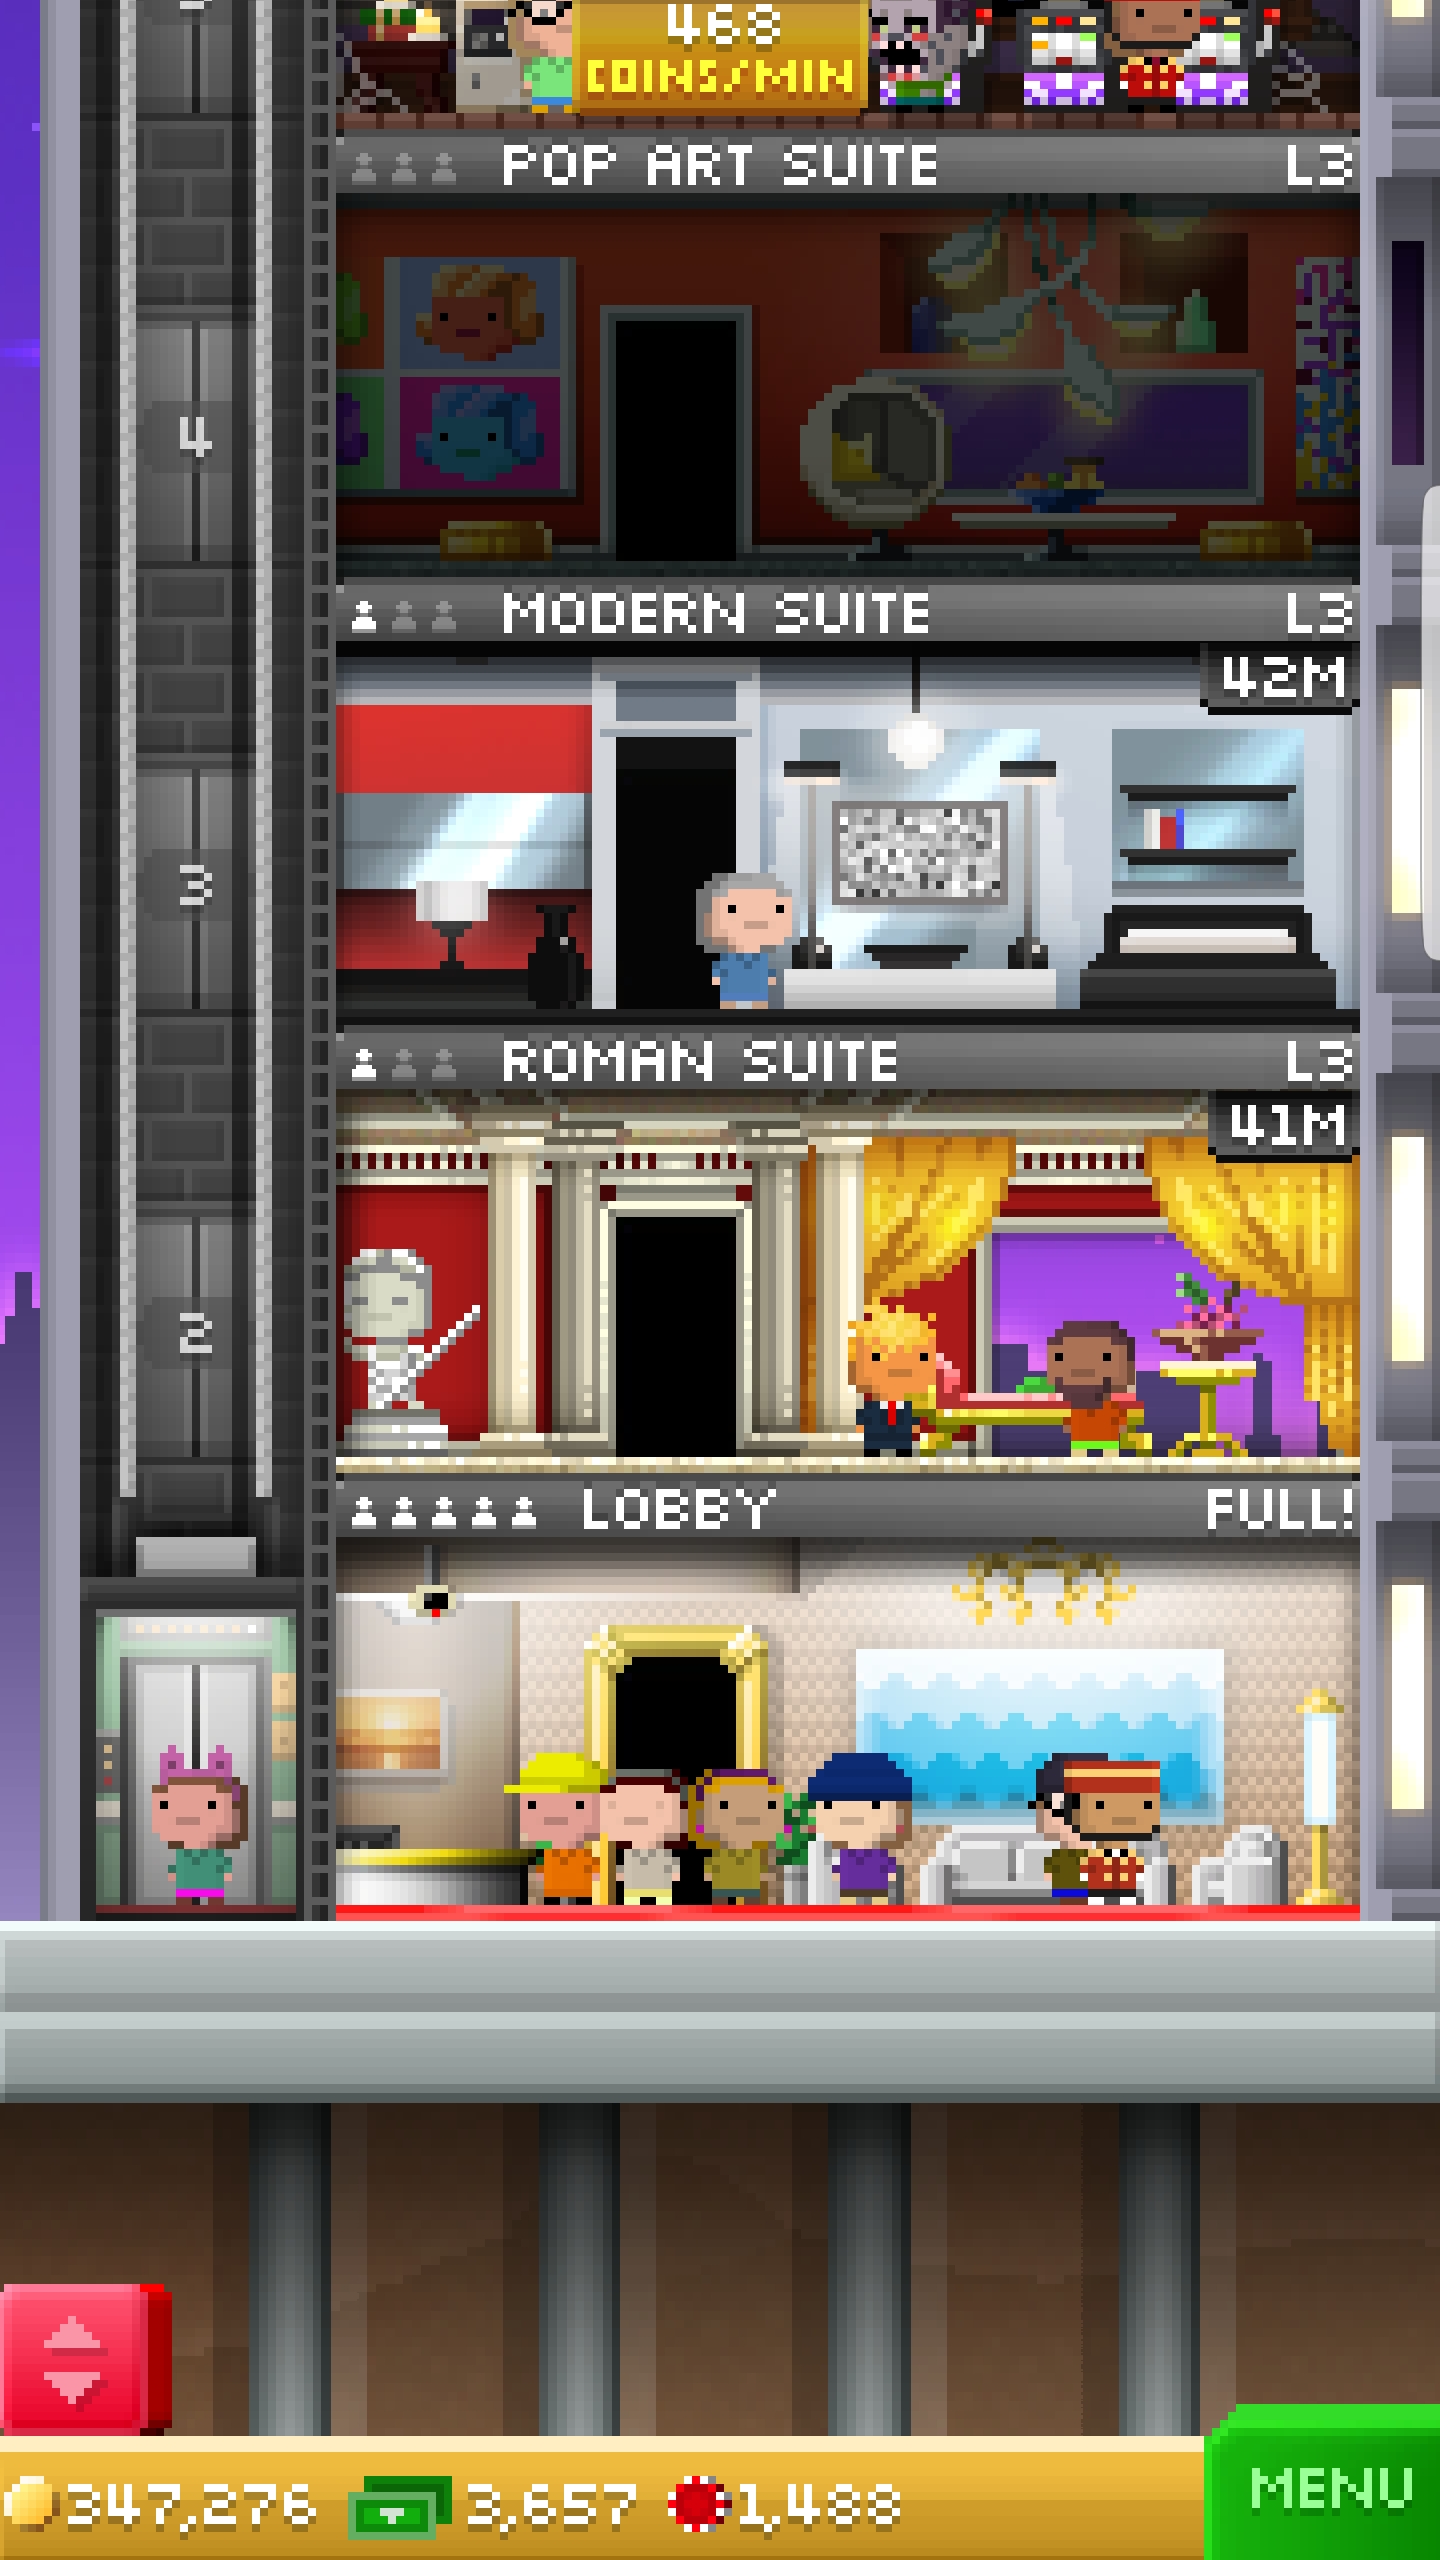 468
COINS/MIN
POP ART SUITE L3
4
MODERN SUITE L3
42M
3
ROMAN SUITE L3
41M
2
LOBBY FULL!
347,276 3,657 1,488
MENU